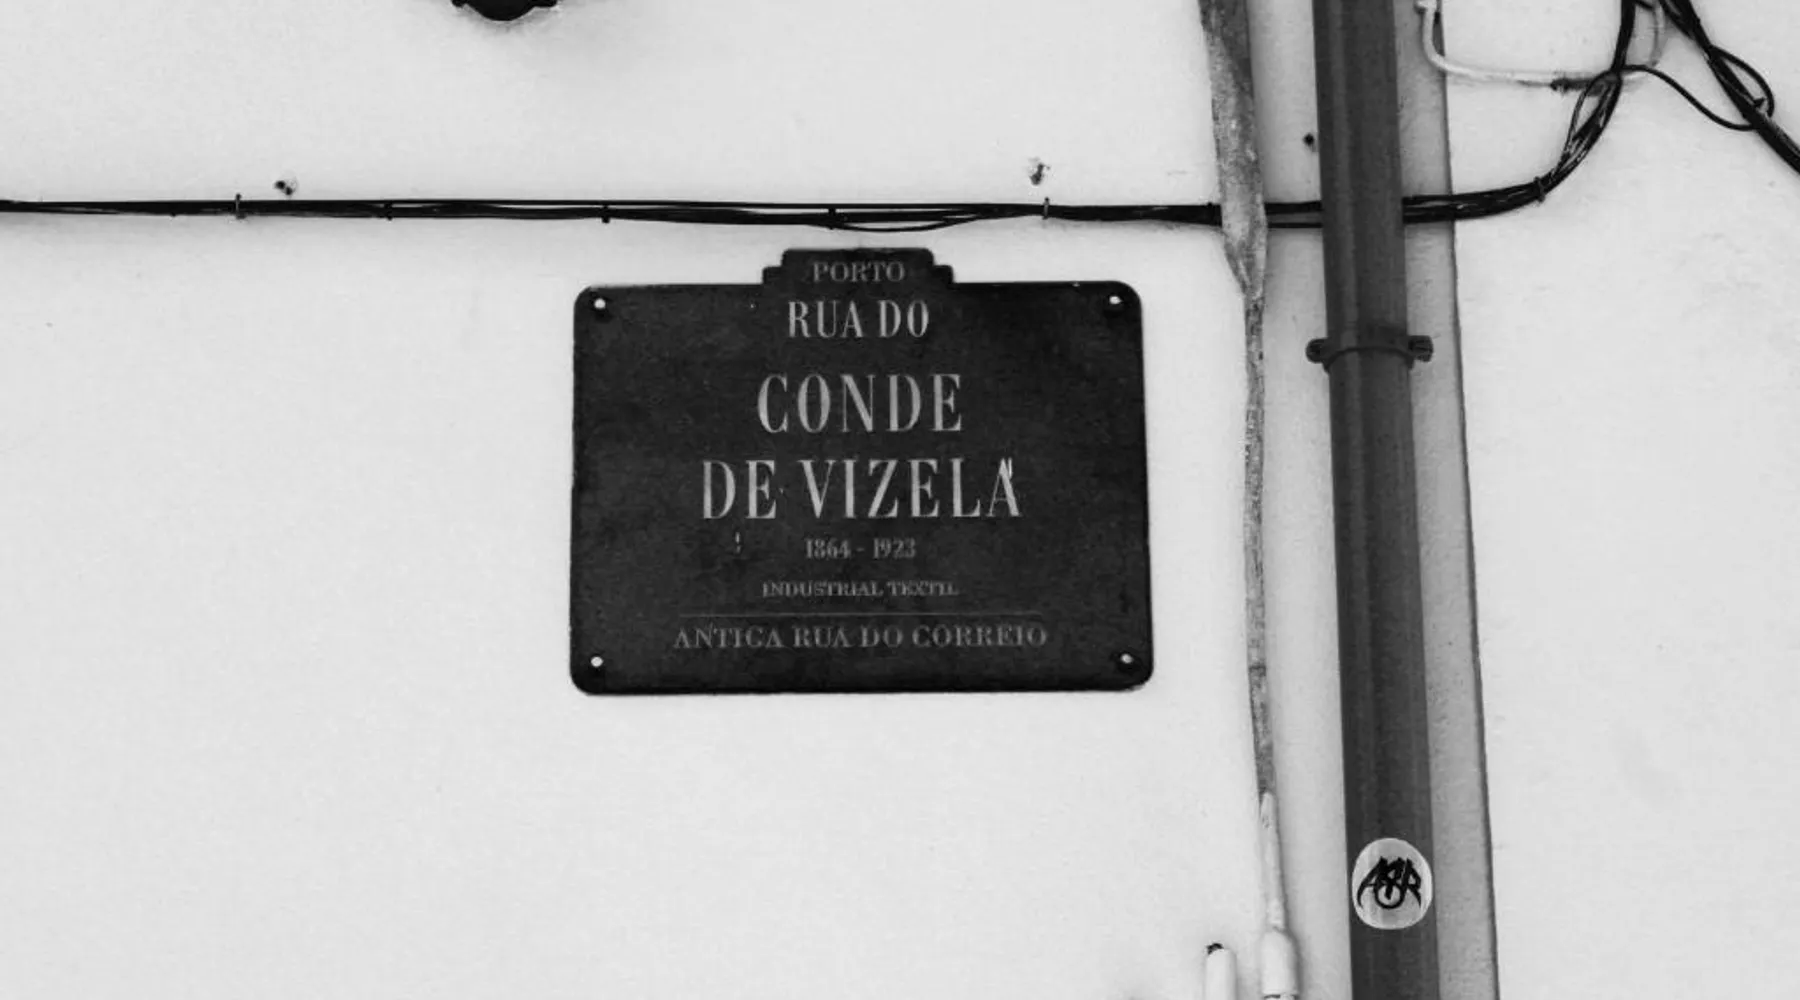 PORTO
RUA DO
CONDE
DE VIZELA
1864 - 1923
INDUSTRIAL TEXTIL
ANTIGA RUA DO CORREIO